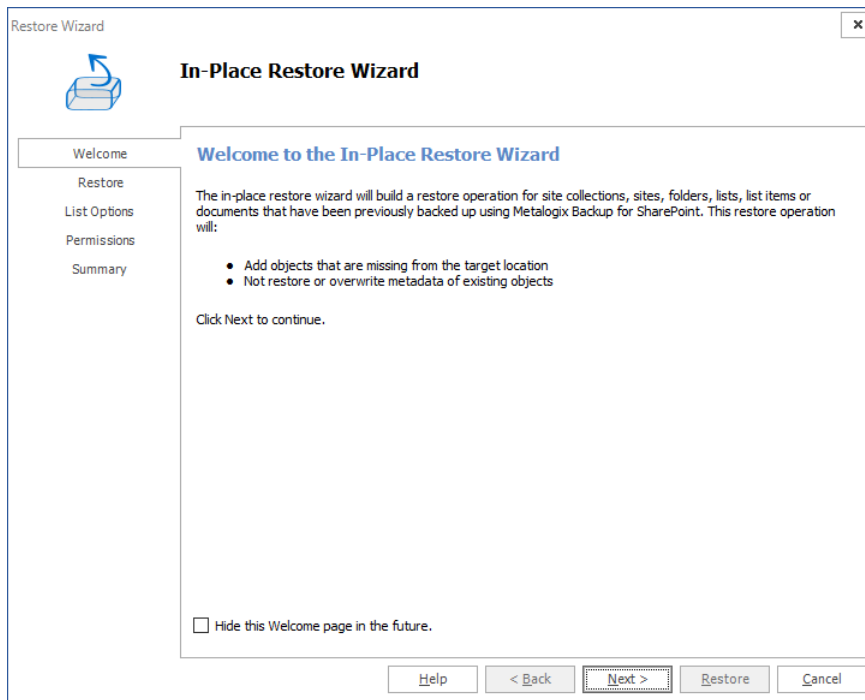 Restore Wizard
In-Place Restore Wizard
Welcome
Restore
List Options
Permissions
Summary
Welcome to the In-Place Restore Wizard
The in-place restore wizard will build a restore operation for site collections, sites, folders, lists, list items or
documents that have been previously backed up using Metalogix Backup for SharePoint. This restore operation
will:
• Add objects that are missing from the target location
• Not restore or overwrite metadata of existing objects
Click Next to continue.
Hide this Welcome page in the future.
Help
< Back
Next >
Restore
Cancel